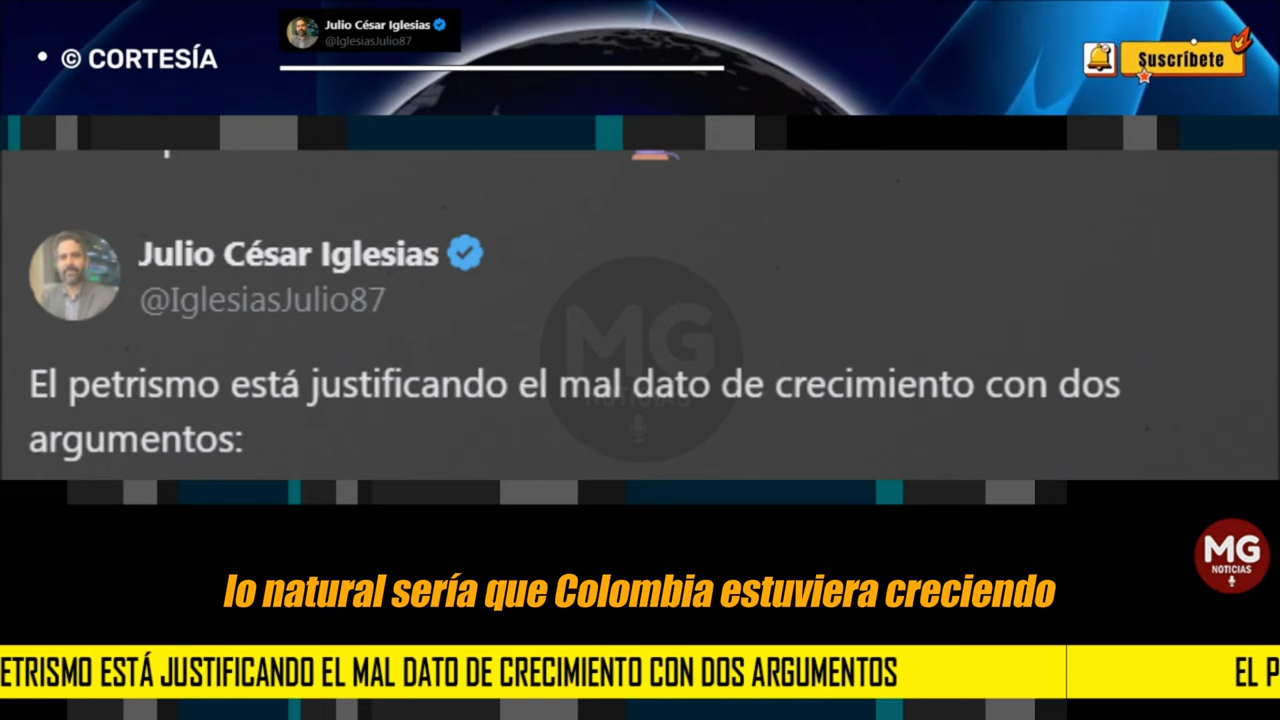 • © CORTESÍA
Julio César Iglesias
@IglesiasJulio87
Suscríbete
Julio César Iglesias
@IglesiasJulio87
MG
NOTICIAS
El petrismo está justificando el mal dato de crecimiento con dos
argumentos:
lo natural sería que Colombia estuviera creciendo
MG
NOTICIAS
ETRISMO ESTÁ JUSTIFICANDO EL MAL DATO DE CRECIMIENTO CON DOS ARGUMENTOS
EL P